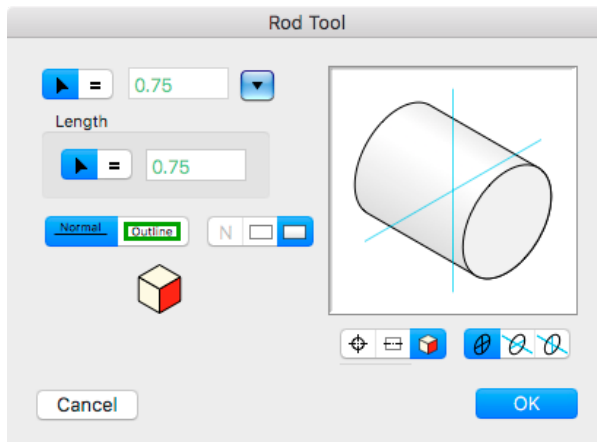 Rod Tool
= 0.75
Length
= 0.75
Normal Outline N
Cancel OK